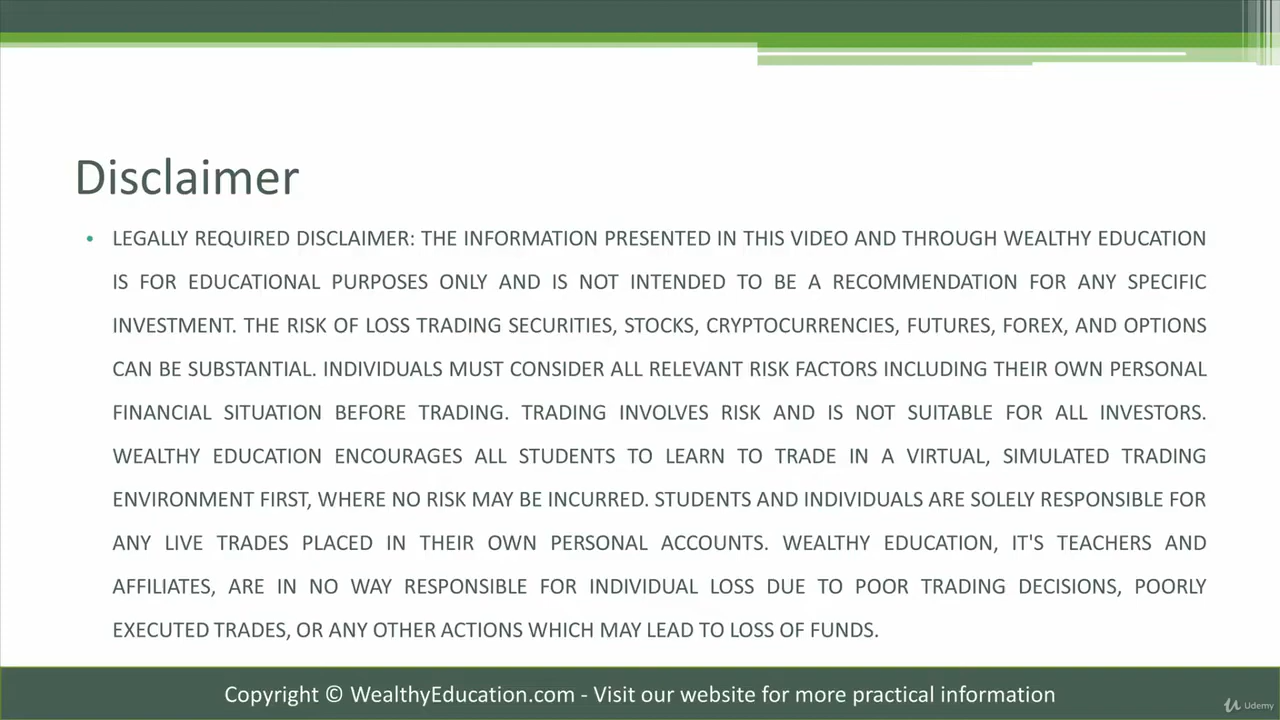 Disclaimer
• LEGALLY REQUIRED DISCLAIMER: THE INFORMATION PRESENTED IN THIS VIDEO AND THROUGH WEALTHY EDUCATION
IS FOR EDUCATIONAL PURPOSES ONLY AND IS NOT INTENDED TO BE A RECOMMENDATION FOR ANY SPECIFIC
INVESTMENT. THE RISK OF LOSS TRADING SECURITIES, STOCKS, CRYPTOCURRENCIES, FUTURES, FOREX, AND OPTIONS
CAN BE SUBSTANTIAL. INDIVIDUALS MUST CONSIDER ALL RELEVANT RISK FACTORS INCLUDING THEIR OWN PERSONAL
FINANCIAL SITUATION BEFORE TRADING. TRADING INVOLVES RISK AND IS NOT SUITABLE FOR ALL INVESTORS.
WEALTHY EDUCATION ENCOURAGES ALL STUDENTS TO LEARN TO TRADE IN A VIRTUAL, SIMULATED TRADING
ENVIRONMENT FIRST, WHERE NO RISK MAY BE INCURRED. STUDENTS AND INDIVIDUALS ARE SOLELY RESPONSIBLE FOR
ANY LIVE TRADES PLACED IN THEIR OWN PERSONAL ACCOUNTS. WEALTHY EDUCATION, IT'S TEACHERS AND
AFFILIATES, ARE IN NO WAY RESPONSIBLE FOR INDIVIDUAL LOSS DUE TO POOR TRADING DECISIONS, POORLY
EXECUTED TRADES, OR ANY OTHER ACTIONS WHICH MAY LEAD TO LOSS OF FUNDS.
Copyright © WealthyEducation.com - Visit our website for more practical information
Udemy